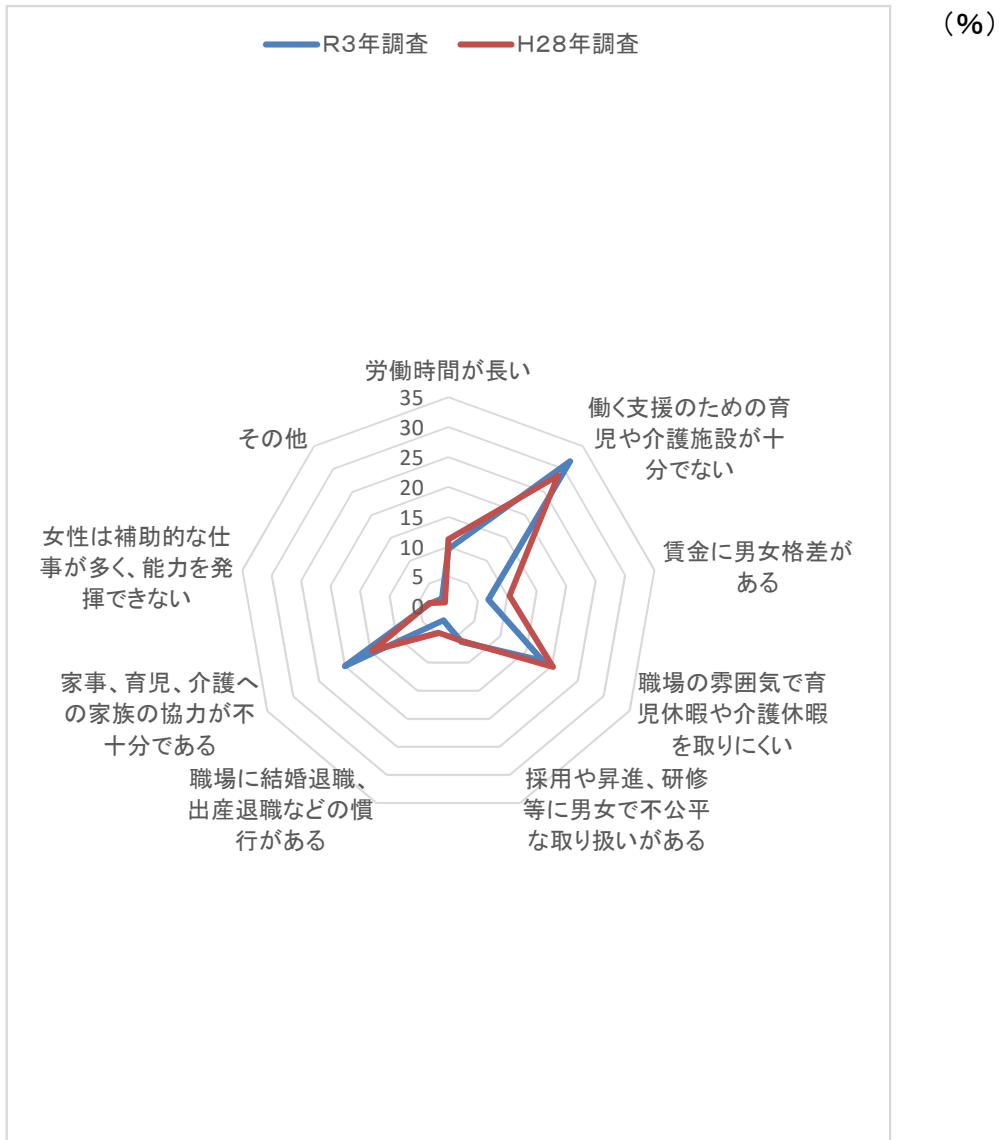 (%)
R3年調査 H28年調査
労働時間が長い
35
30
25
20
15
10
5
0
働く支援のための育
児や介護施設が十
分でない
賃金に男女格差が
ある
職場の雰囲気で育
児休暇や介護休暇
を取りにくい
採用や昇進、研修
等に男女で不公平
な取り扱いがある
職場に結婚退職、
出産退職などの慣
行がある
家事、育児、介護へ
の家族の協力が不
十分である
女性は補助的な仕
事が多く、能力を発
揮できない
その他